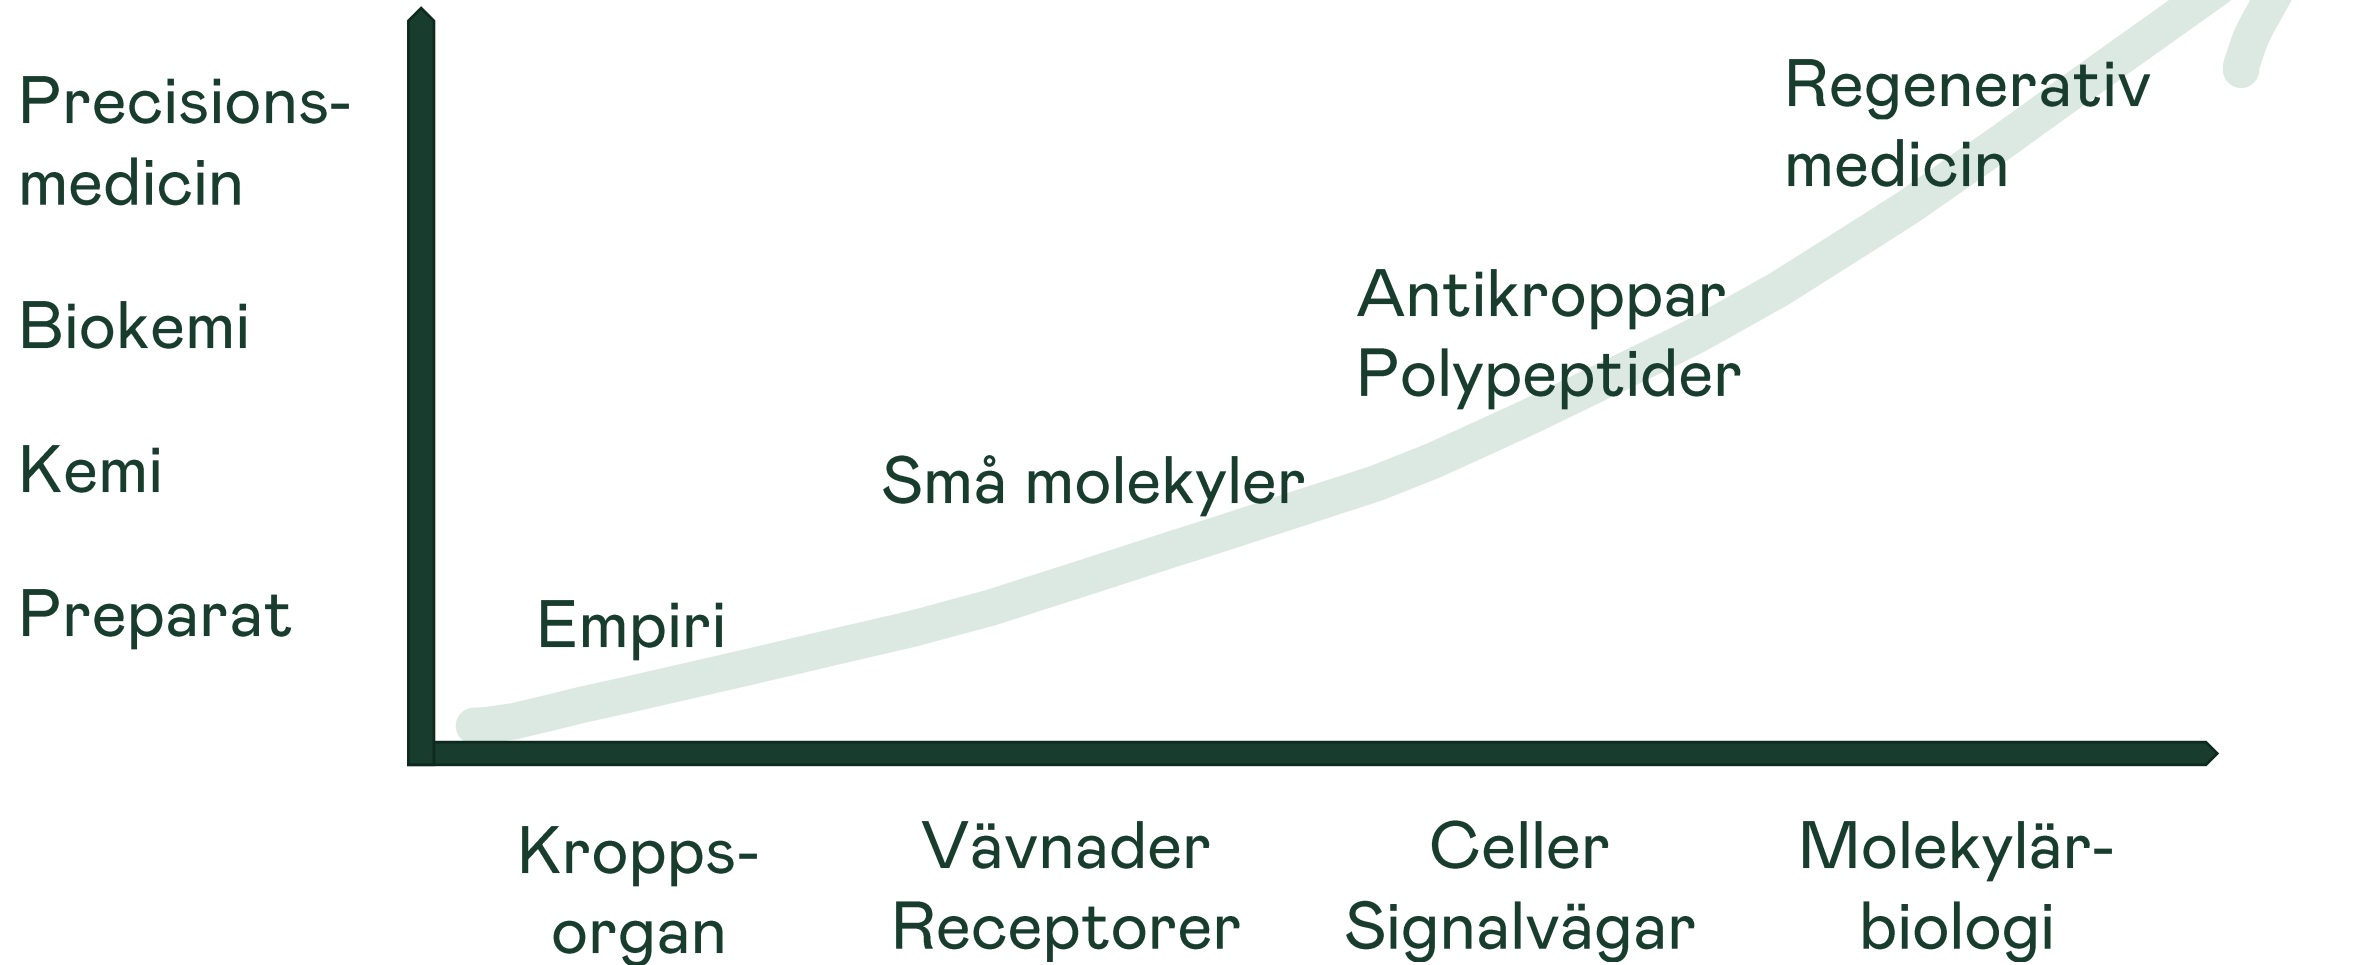 Precisions-
medicin
Biokemi
Kemi
Preparat
Regenerativ
medicin
Antikroppar
Polypeptider
Små molekyler
Empiri
Kropps-
organ
Vävnader
Receptorer
Celler
Signalvägar
Molekylär-
biologi